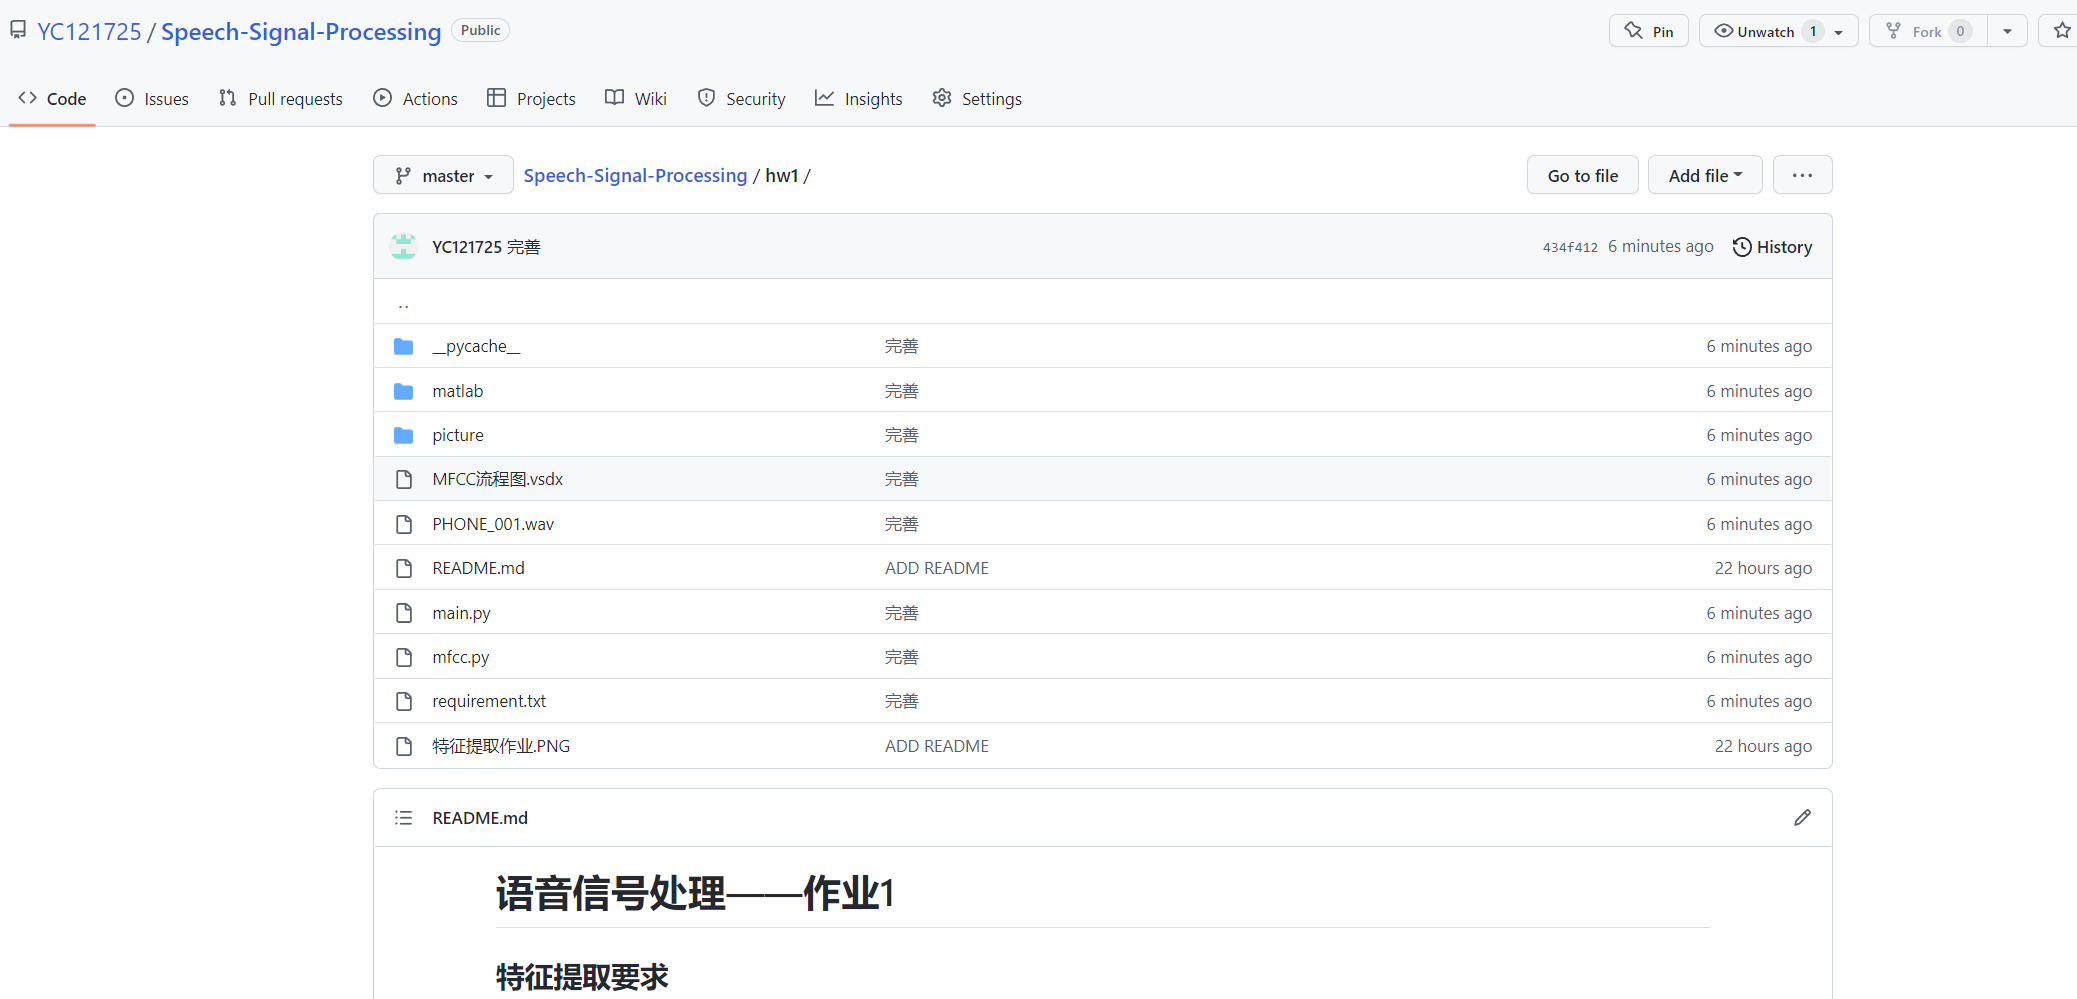 YC121725 / Speech-Signal-Processing Public Pin Unwatch 1 Fork 0
Code Issues Pull requests Actions Projects Wiki Security Insights Settings
master Speech-Signal-Processing / hw1 / Go to file Add file ...
YC121725 完善 434f412 6 minutes ago History
..
__pycache__ 完善 6 minutes ago
matlab 完善 6 minutes ago
picture 完善 6 minutes ago
MFCC流程图.vsdx 完善 6 minutes ago
PHONE_001.wav 完善 6 minutes ago
README.md ADD README 22 hours ago
main.py 完善 6 minutes ago
mfcc.py 完善 6 minutes ago
requirement.txt 完善 6 minutes ago
特征提取作业.PNG ADD README 22 hours ago
README.md
语音信号处理——作业1
特征提取要求